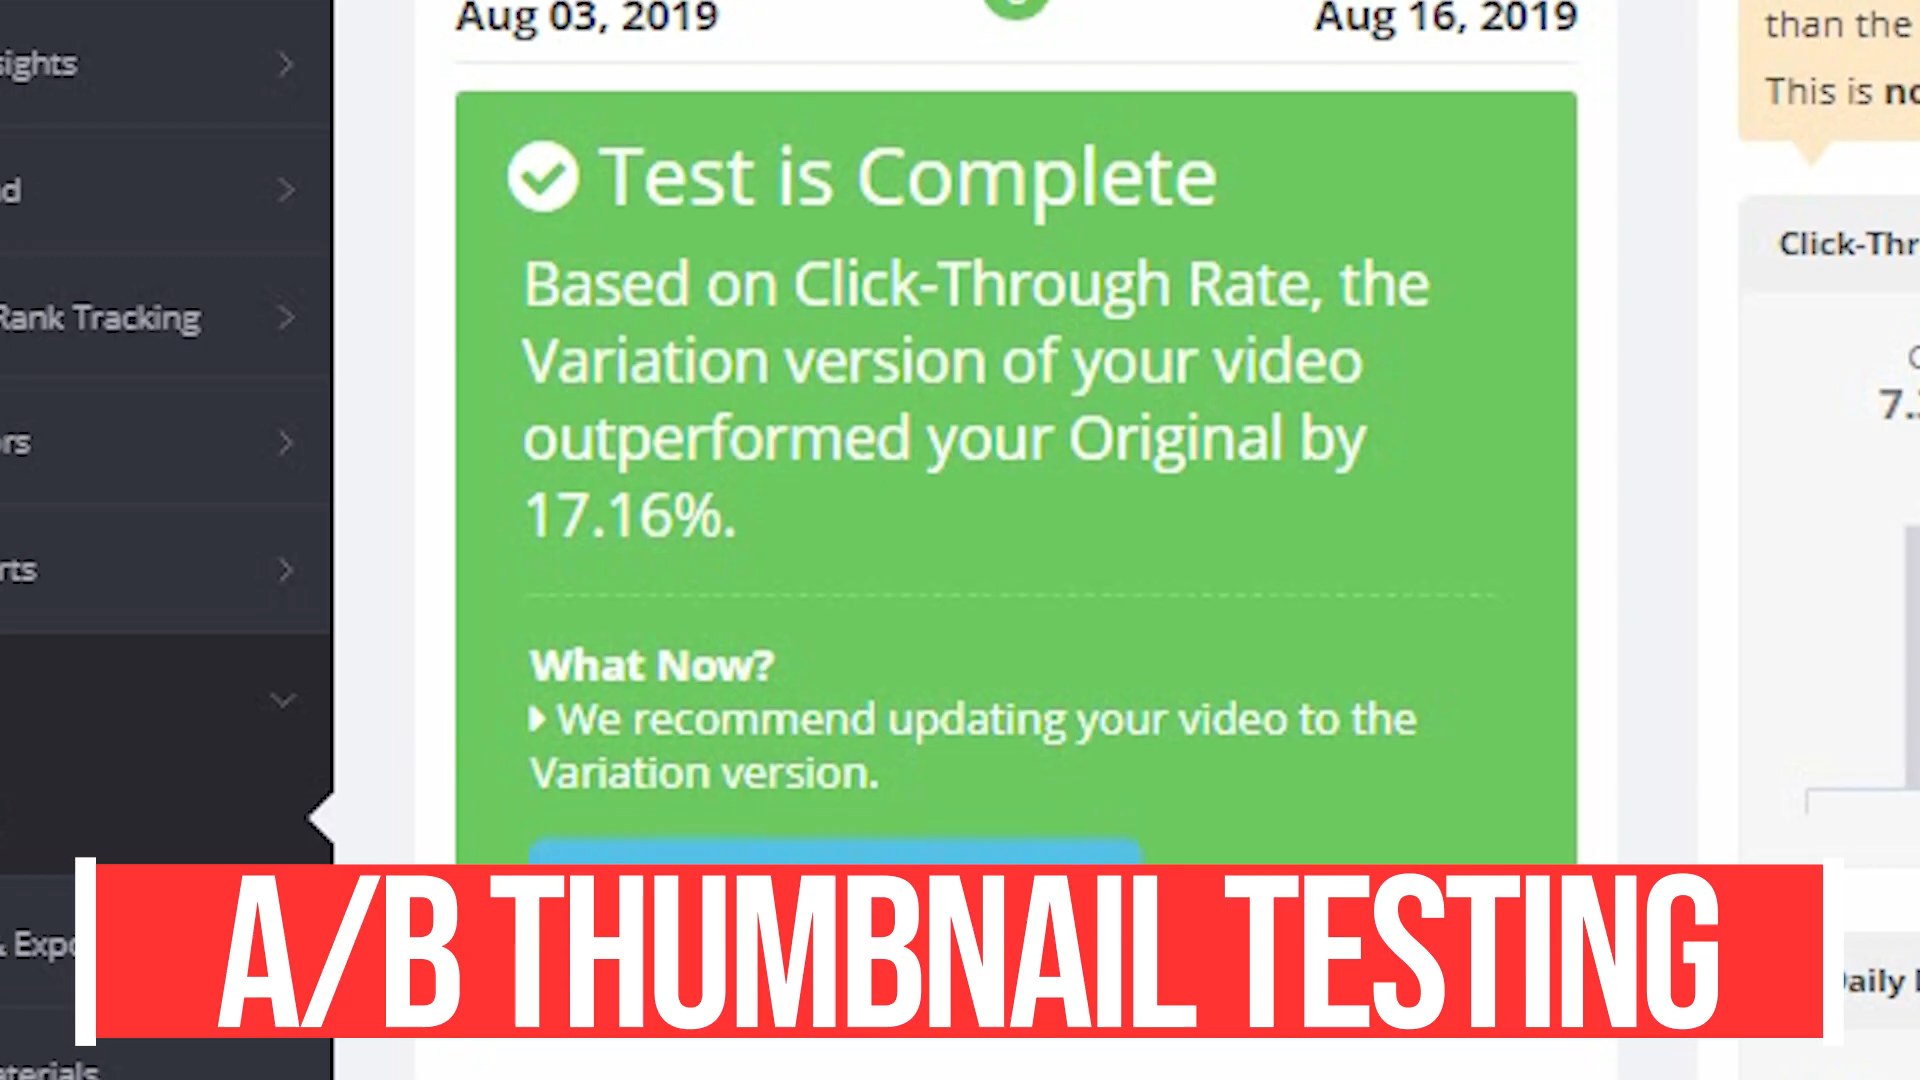 Aug 03, 2019
Aug 16, 2019
than the
This is
Rank Tracking
Test is Complete
Based on Click-Through Rate, the
Variation version of your video
outperformed your Original by
17.16%.
What Now?
We recommend updating your video to the
Variation version.
A/B THUMBNAIL TESTING